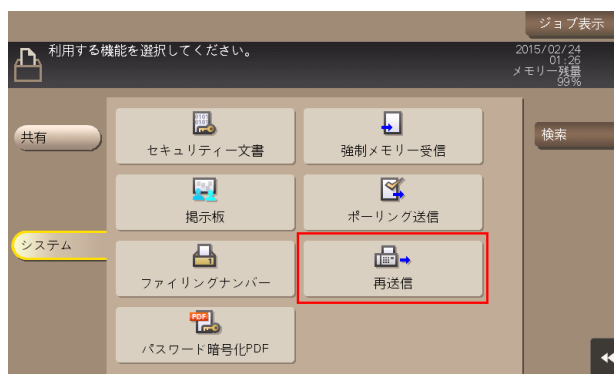 ジョブ表示
利用する機能を選択してください。
2015/02/24
01:26
メモリー残量
99%
共有
検索
セキュリティー文書
強制メモリー受信
掲示板
ポーリング送信
システム
ファイリングナンバー
再送信
PDF
パスワード暗号化PDF